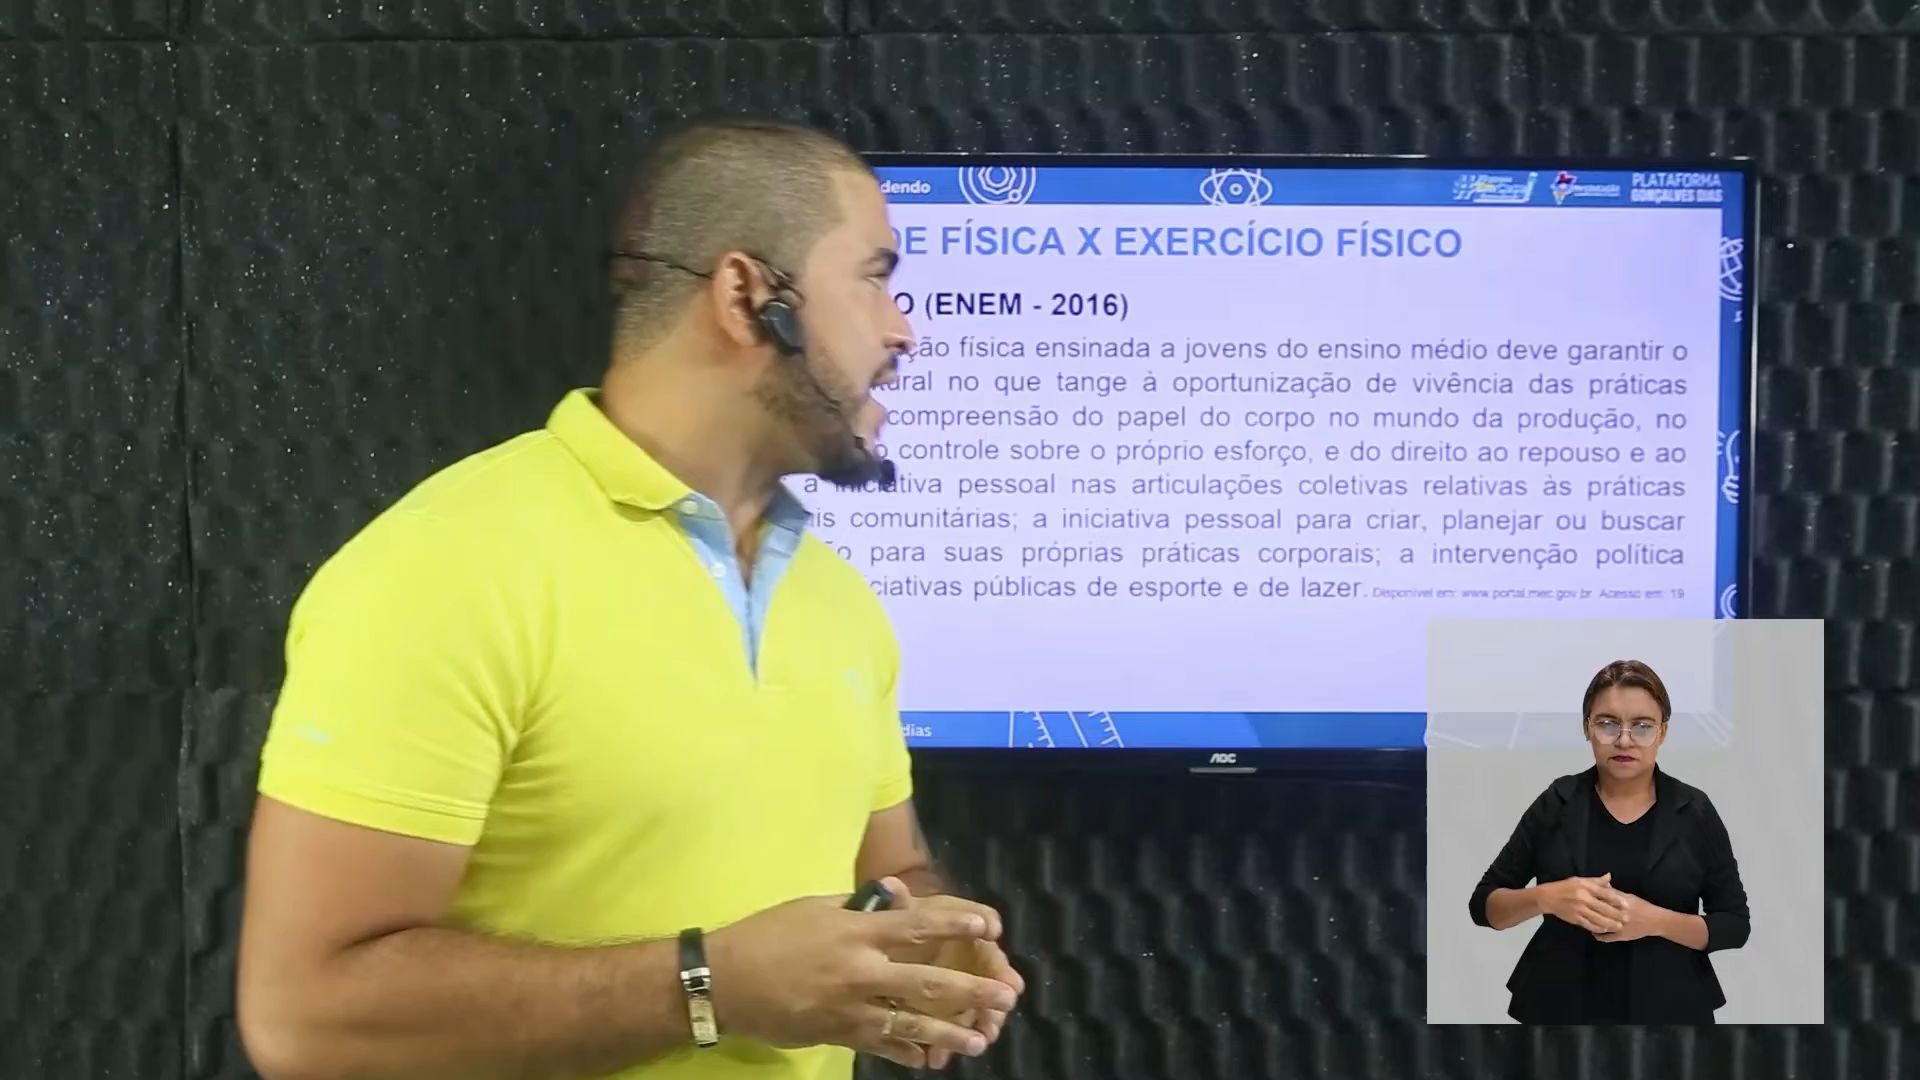 dendo
PLATAFORMA
GONÇALVES DIAS
DE FÍSICA X EXERCÍCIO FÍSICO
O (ENEM - 2016)
ção física ensinada a jovens do ensino médio deve garantir o
tural no que tange à oportunização de vivência das práticas
compreensão do papel do corpo no mundo da produção, no
o controle sobre o próprio esforço, e do direito ao repouso e ao
a iniciativa pessoal nas articulações coletivas relativas às práticas
is comunitárias; a iniciativa pessoal para criar, planejar ou buscar
ão para suas próprias práticas corporais; a intervenção política
ciativas públicas de esporte e de lazer. Disponível em: www.portal.mec.gov.br Acesso em: 19
dias
AOC